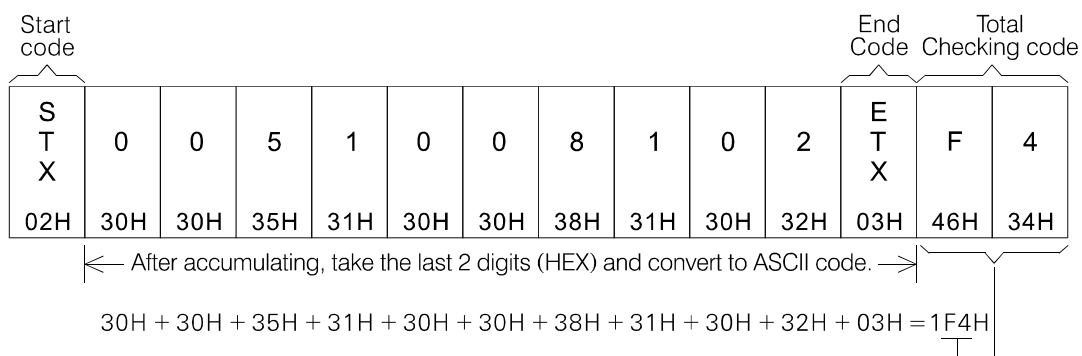 Start code
End Code
Total Checking code
STX 0 0 5 1 0 0 8 1 0 2 ETX F 4
02H 30H 30H 35H 31H 30H 30H 38H 31H 30H 32H 03H 46H 34H
After accumulating, take the last 2 digits (HEX) and convert to ASCII code.
30H + 30H + 35H + 31H + 30H + 30H + 38H + 31H + 30H + 32H + 03H = 1F4H